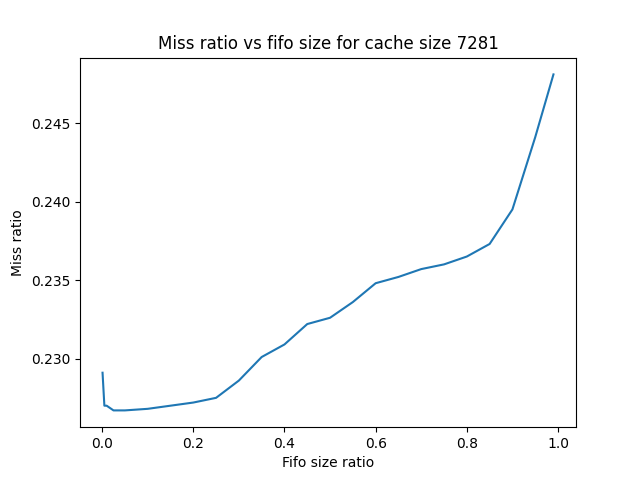 Miss ratio vs fifo size for cache size 7281
0.245
0.240
0.235
0.230
Miss ratio
0.0 0.2 0.4 0.6 0.8 1.0
Fifo size ratio